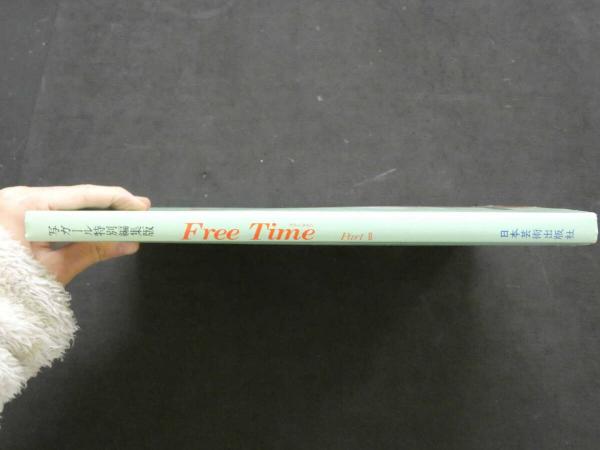 写ガール特別編集版
Free Time
Part Ⅲ
日本芸術出版社